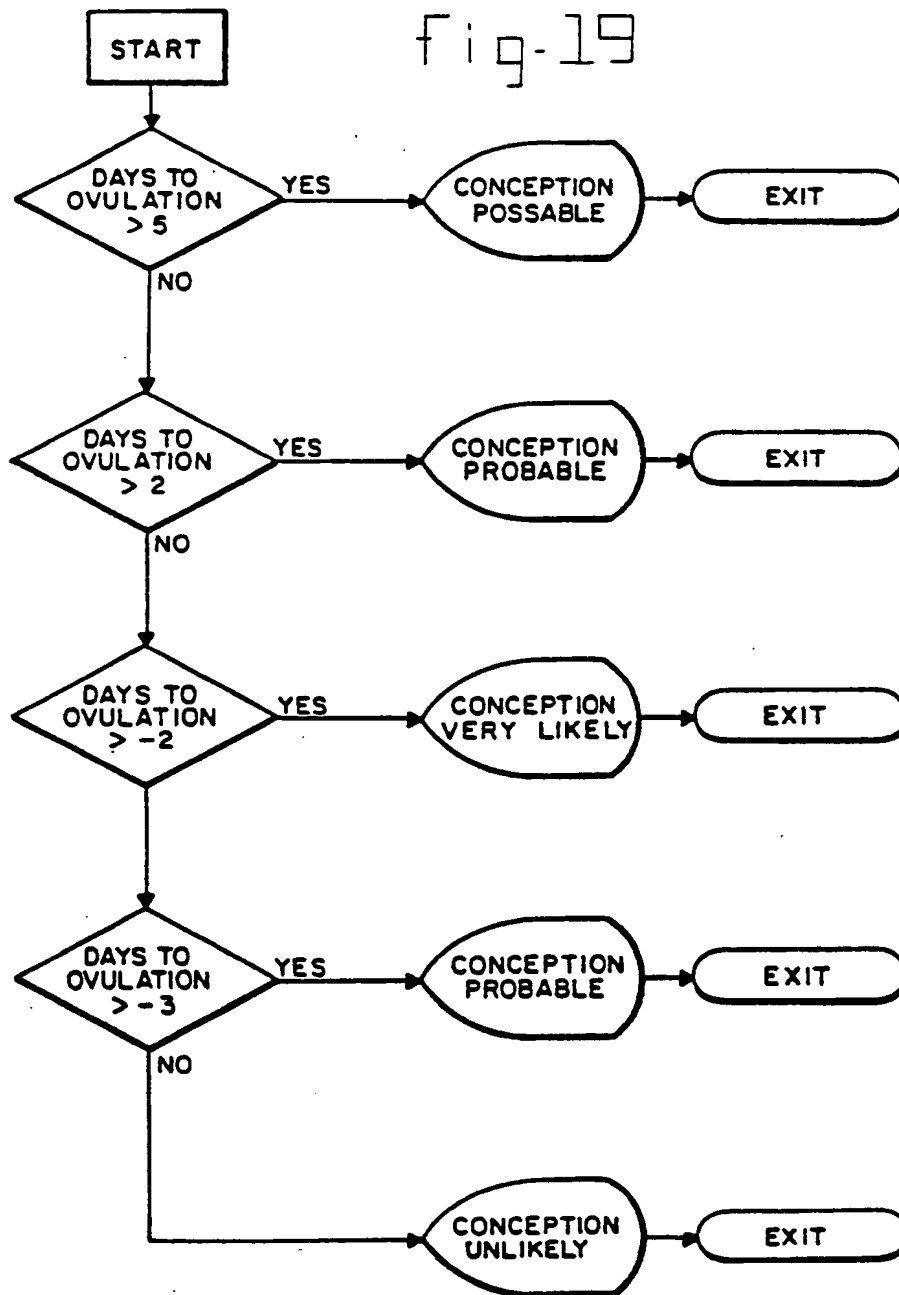 Fig-19
START
DAYS TO
OVULATION
> 5
YES
CONCEPTION
POSSABLE
EXIT
NO
DAYS TO
OVULATION
> 2
YES
CONCEPTION
PROBABLE
EXIT
NO
DAYS TO
OVULATION
> -2
YES
CONCEPTION
VERY LIKELY
EXIT
DAYS TO
OVULATION
> -3
YES
CONCEPTION
PROBABLE
EXIT
NO
CONCEPTION
UNLIKELY
EXIT